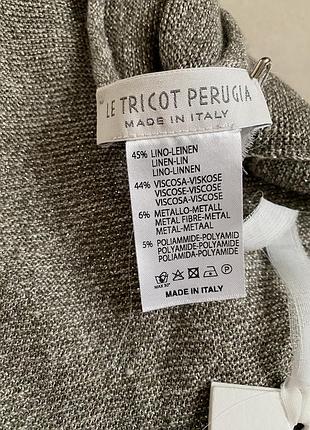 LE TRICOT PERUGIA
MADE IN ITALY
45% LINO-LEINEN
LINEN-LIN
LINO-LINNEN
44% VISCOSA-VISKOSE
VISCOSE-VISCOSE
VISCOSA-VISCOSE
6% METALLO-METALL
METAL FIBRE-METAL
METAL-METAAL
5% POLIAMMIDE-POLYAMID
POLYAMIDE-POLYAMIDE
POLIAMIDA-POLYAMIDE
MAX 30° P
MADE IN ITALY